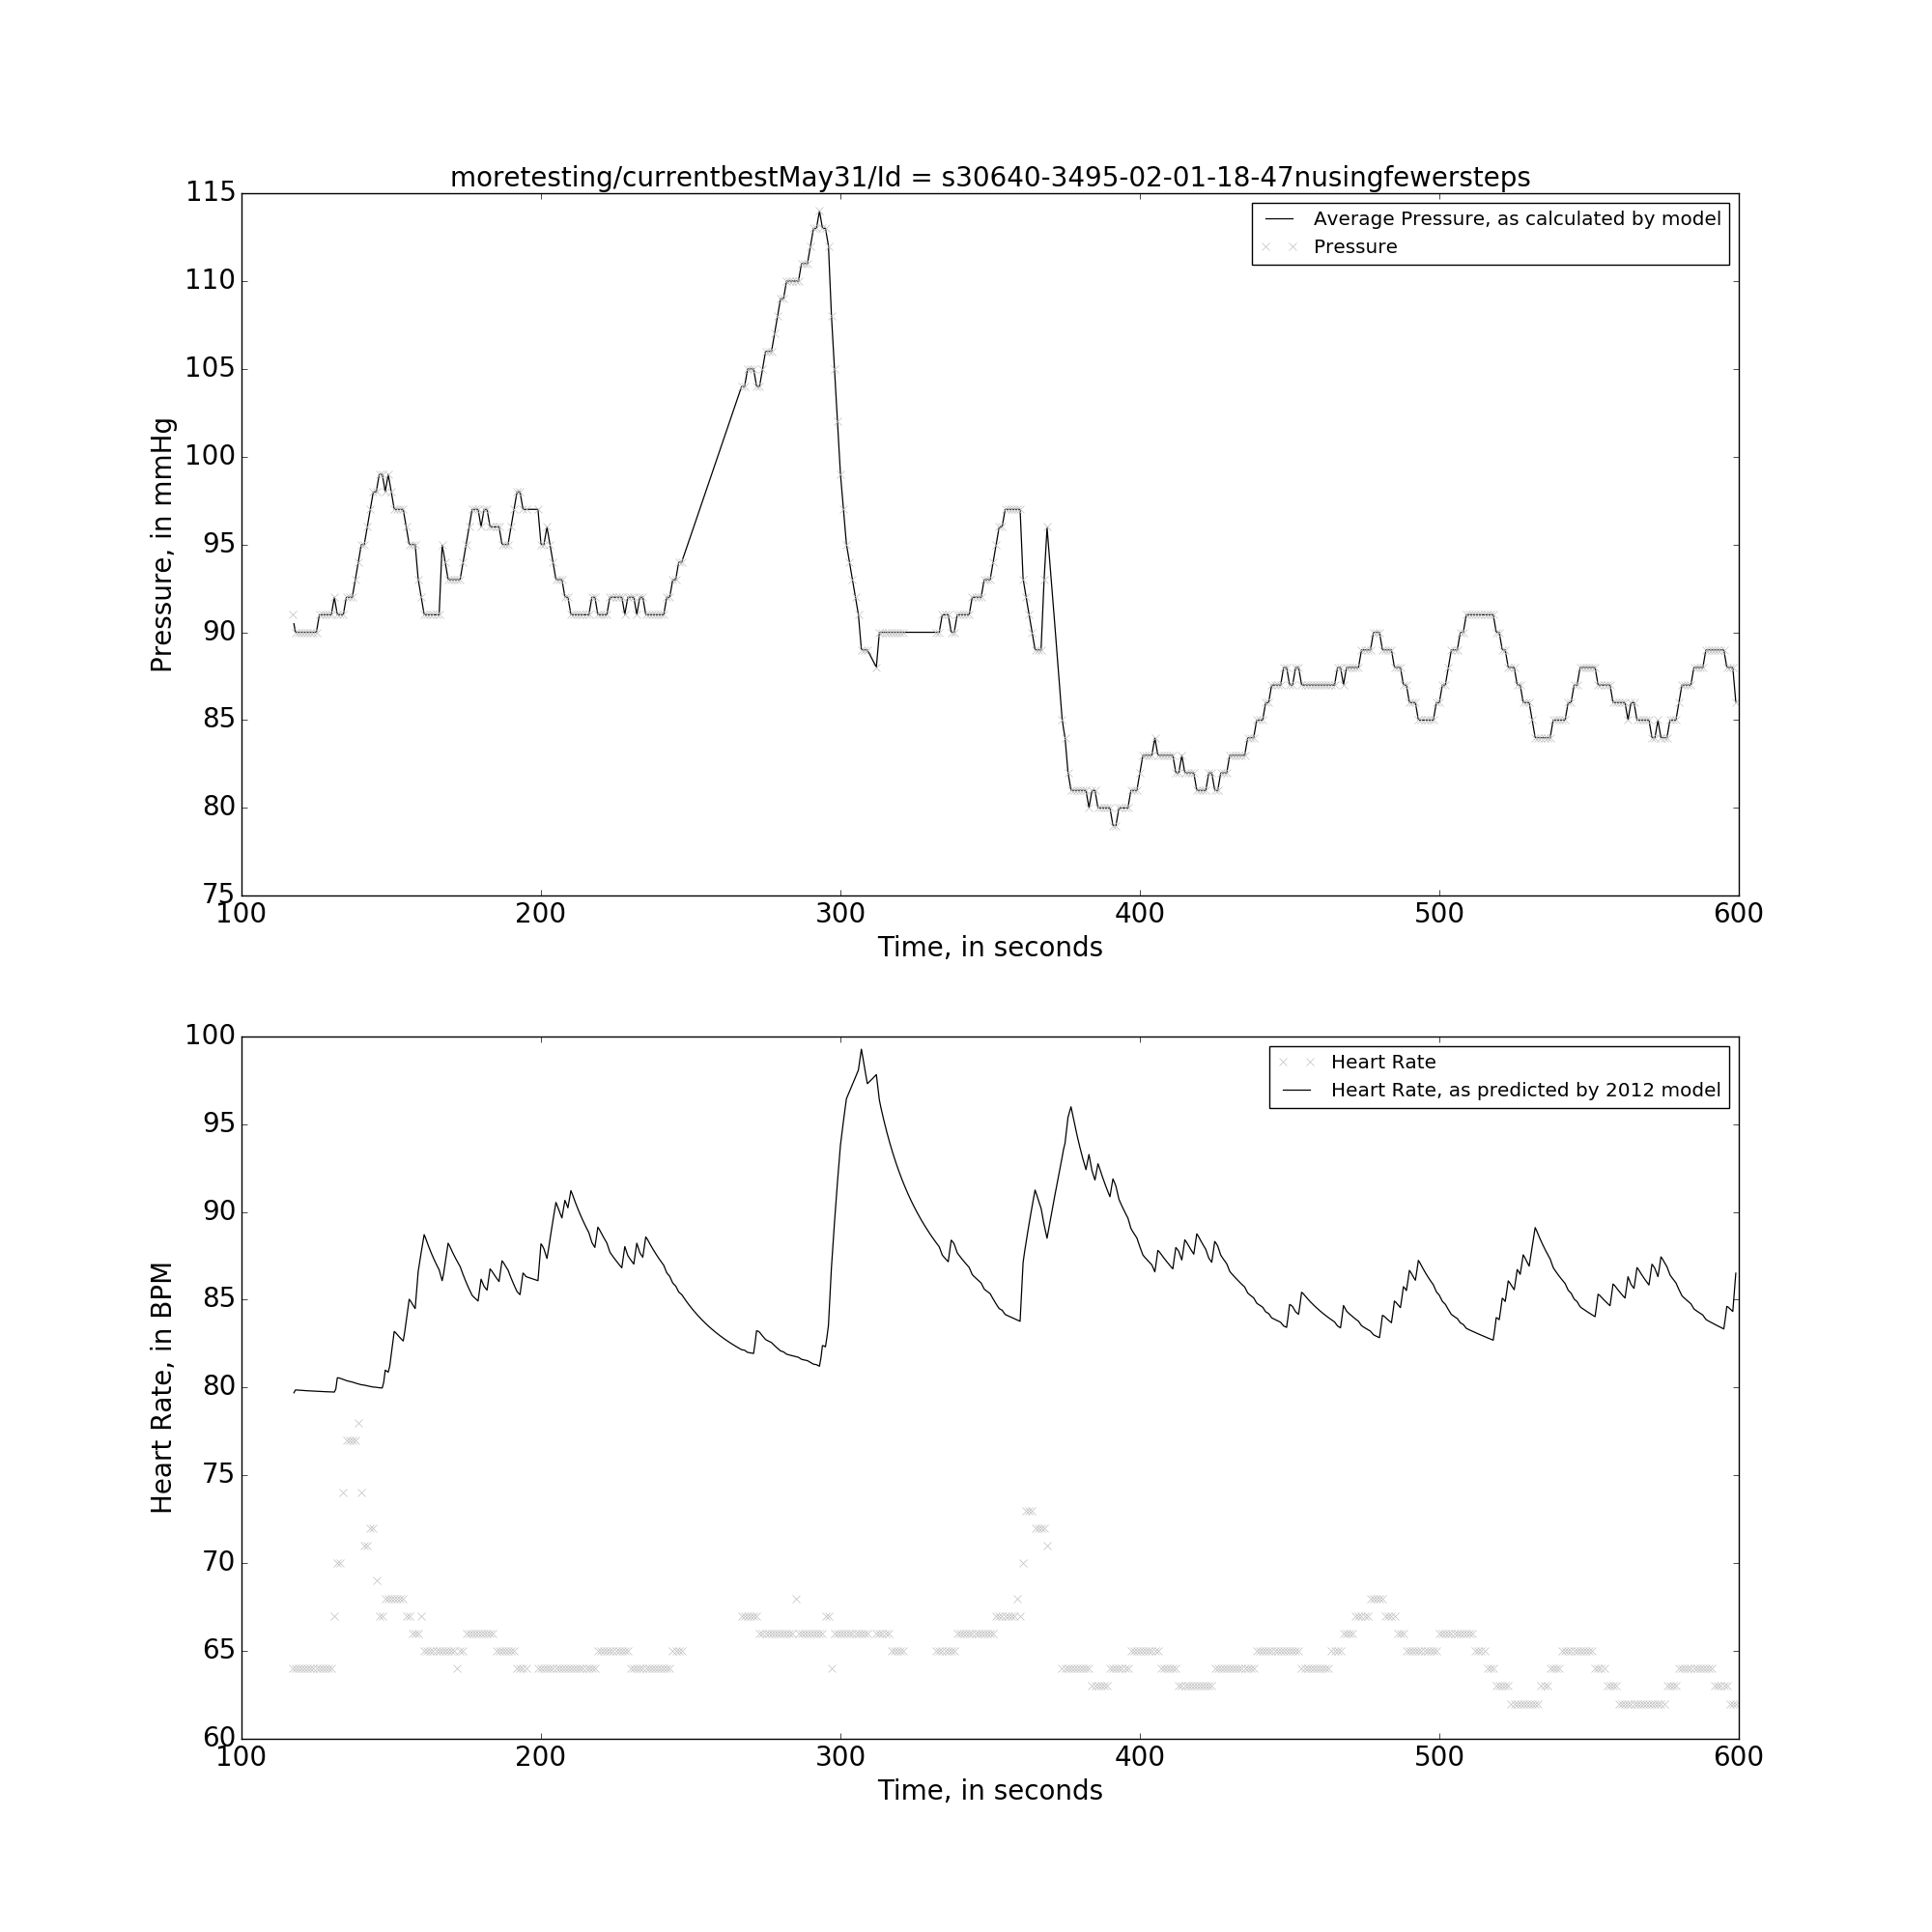 moretesting/currentbestMay31/Id = s30640-3495-02-01-18-47nusingfewersteps
115
110
105
100
95
90
85
80
75
Pressure, in mmHg
Average Pressure, as calculated by model
Pressure
100 200 300 400 500 600
Time, in seconds
100
95
90
85
80
75
70
65
60
Heart Rate, in BPM
Heart Rate
Heart Rate, as predicted by 2012 model
100 200 300 400 500 600
Time, in seconds